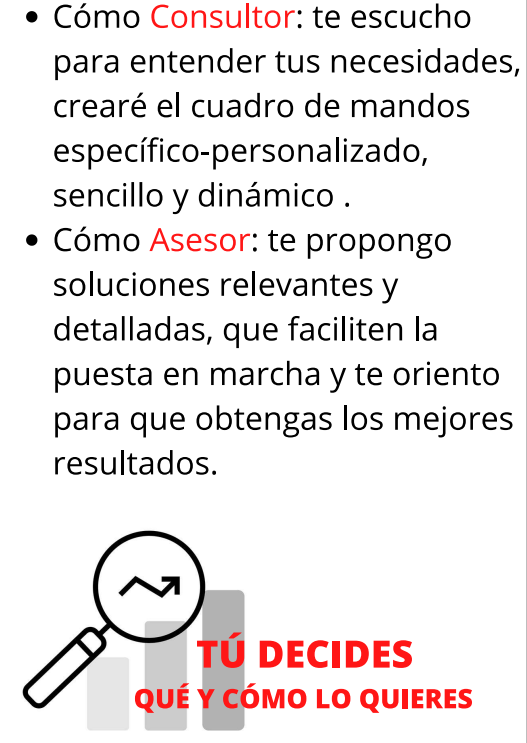 • Cómo Consultor: te escucho
para entender tus necesidades,
crearé el cuadro de mandos
específico-personalizado,
sencillo y dinámico .
• Cómo Asesor: te propongo
soluciones relevantes y
detalladas, que faciliten la
puesta en marcha y te oriento
para que obtengas los mejores
resultados.
TÚ DECIDES
QUÉ Y CÓMO LO QUIERES